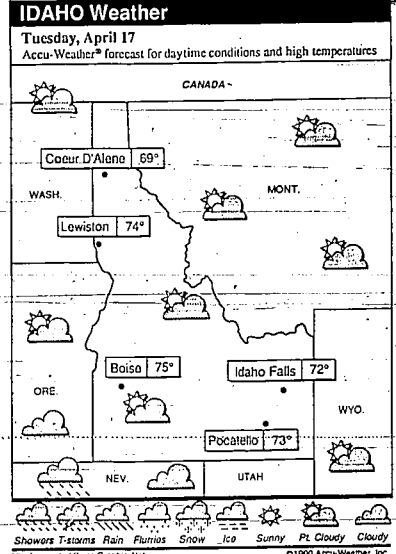 IDAHO Weather
Tuesday, April 17
Accu-Weather® forecast for daytime conditions and high temperatures
CANADA
Coeur D'Alene 69°
WASH.
MONT.
Lewiston 74°
Boise 75°
Idaho Falls 72°
ORE.
WYO.
Pocatello 73°
NEV.
UTAH
Showers T-storms Rain Flurries Snow Ice Sunny Pt. Cloudy Cloudy
©1990 Accu-Weather, Inc.